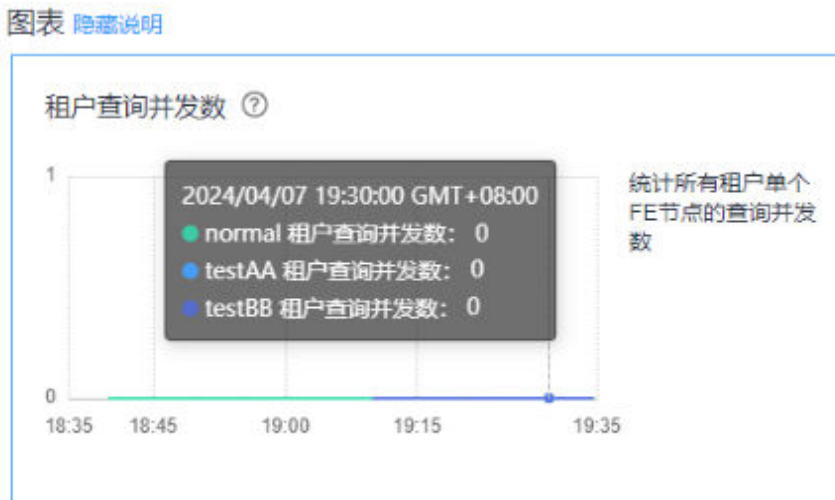 图表 隐藏说明
租户查询并发数 ?
1
2024/04/07 19:30:00 GMT+08:00
normal 租户查询并发数: 0
testAA 租户查询并发数: 0
testBB 租户查询并发数: 0
统计所有租户单个
FE节点的查询并发
数
0
18:35 18:45 19:00 19:15 19:35